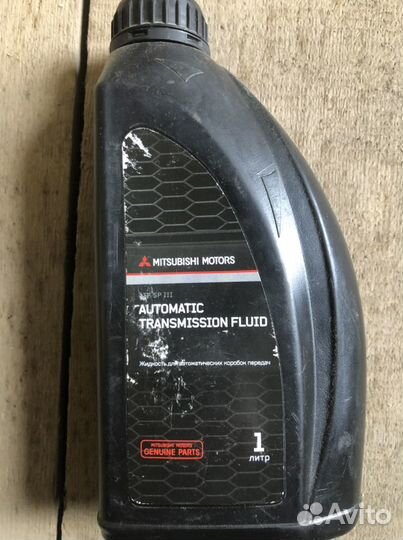 MITSUBISHI MOTORS
ATF SP III
AUTOMATIC
TRANSMISSION FLUID
Жидкость для автоматических коробок передач
MITSUBISHI MOTORS
GENUINE PARTS
1
литр
Avito